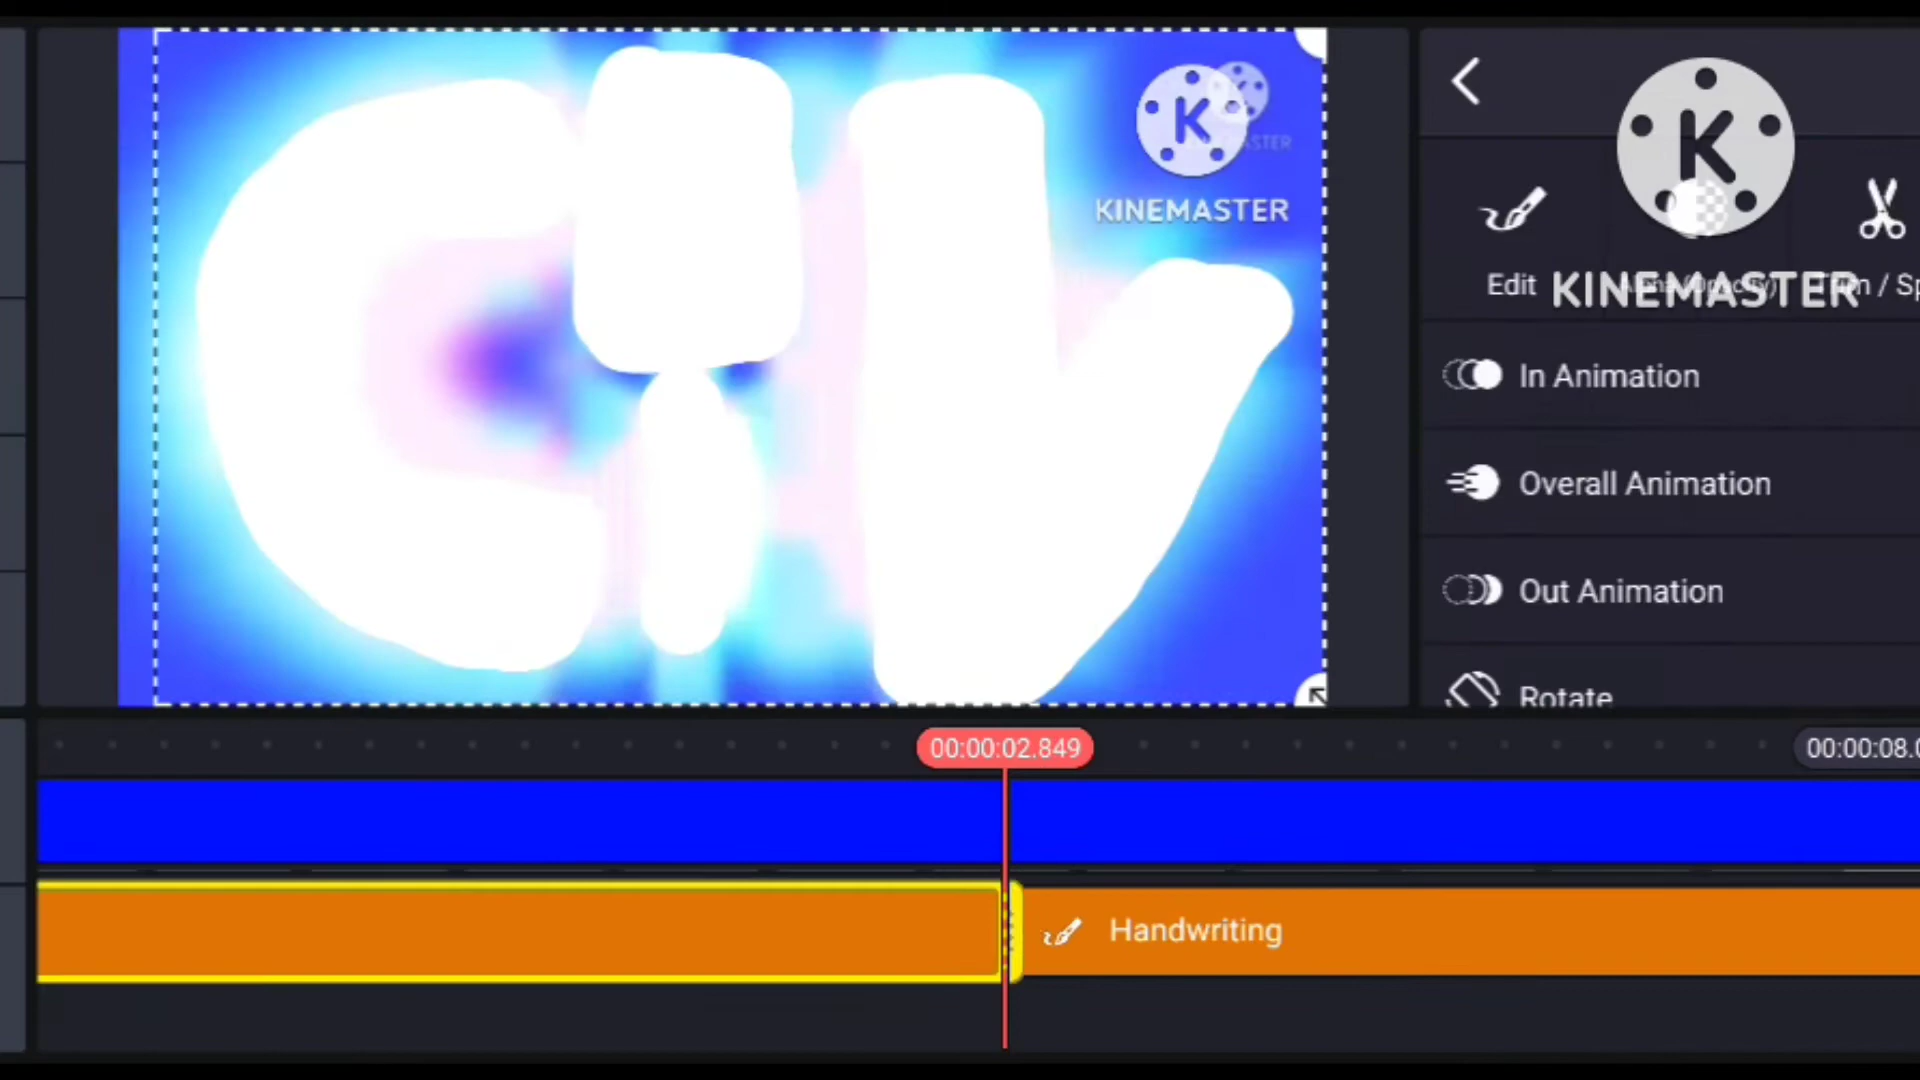 K
KINEMASTER
K
KINEMASTER
Edit
In Animation
Overall Animation
Out Animation
Rotate
00:00:02.849
00:00:08.0
Handwriting